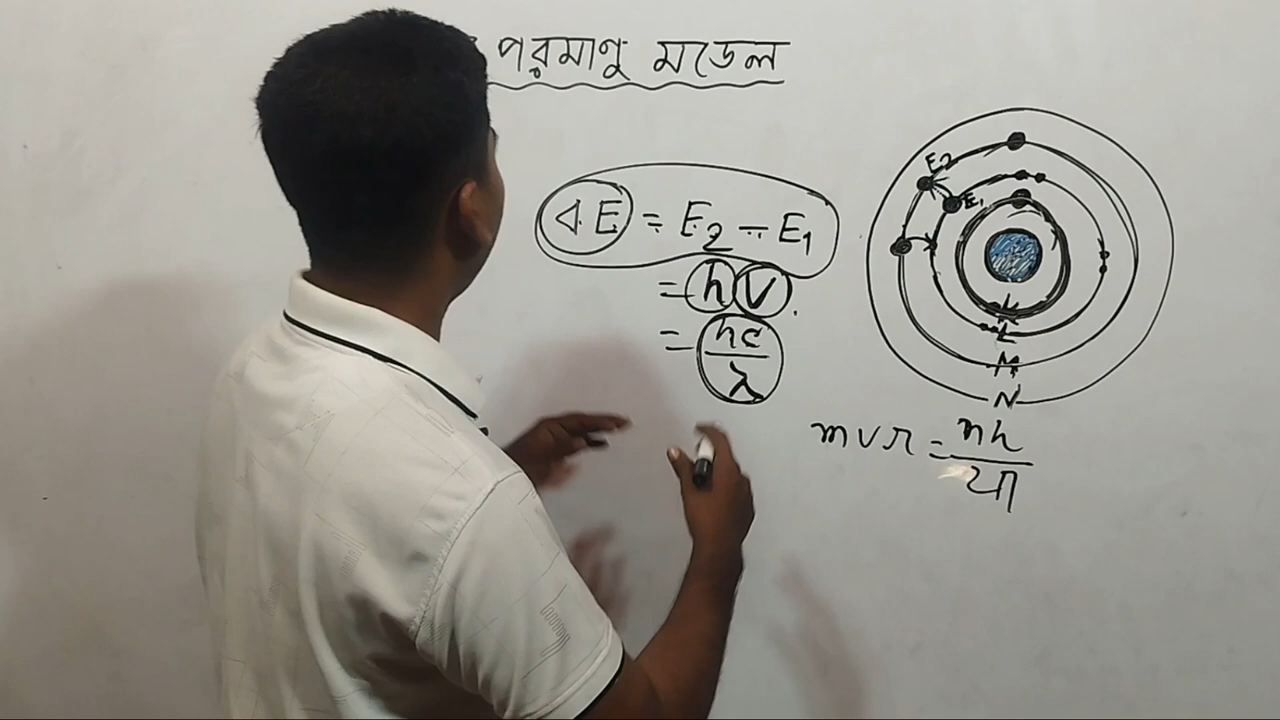 পরমাণু মডেল
ΔE = E₂ - E₁
= hν
= hc/λ
E₂
E₁
K
L
M
N
mvr = nh/2π